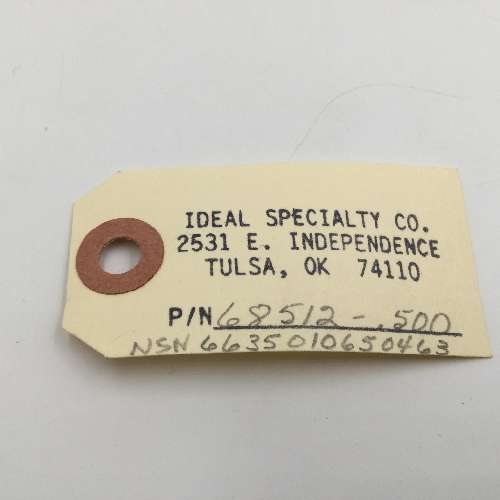 IDEAL SPECIALTY CO.
2531 E. INDEPENDENCE
TULSA, OK 74110
P/N 68512-.500
NSN 6635010650463